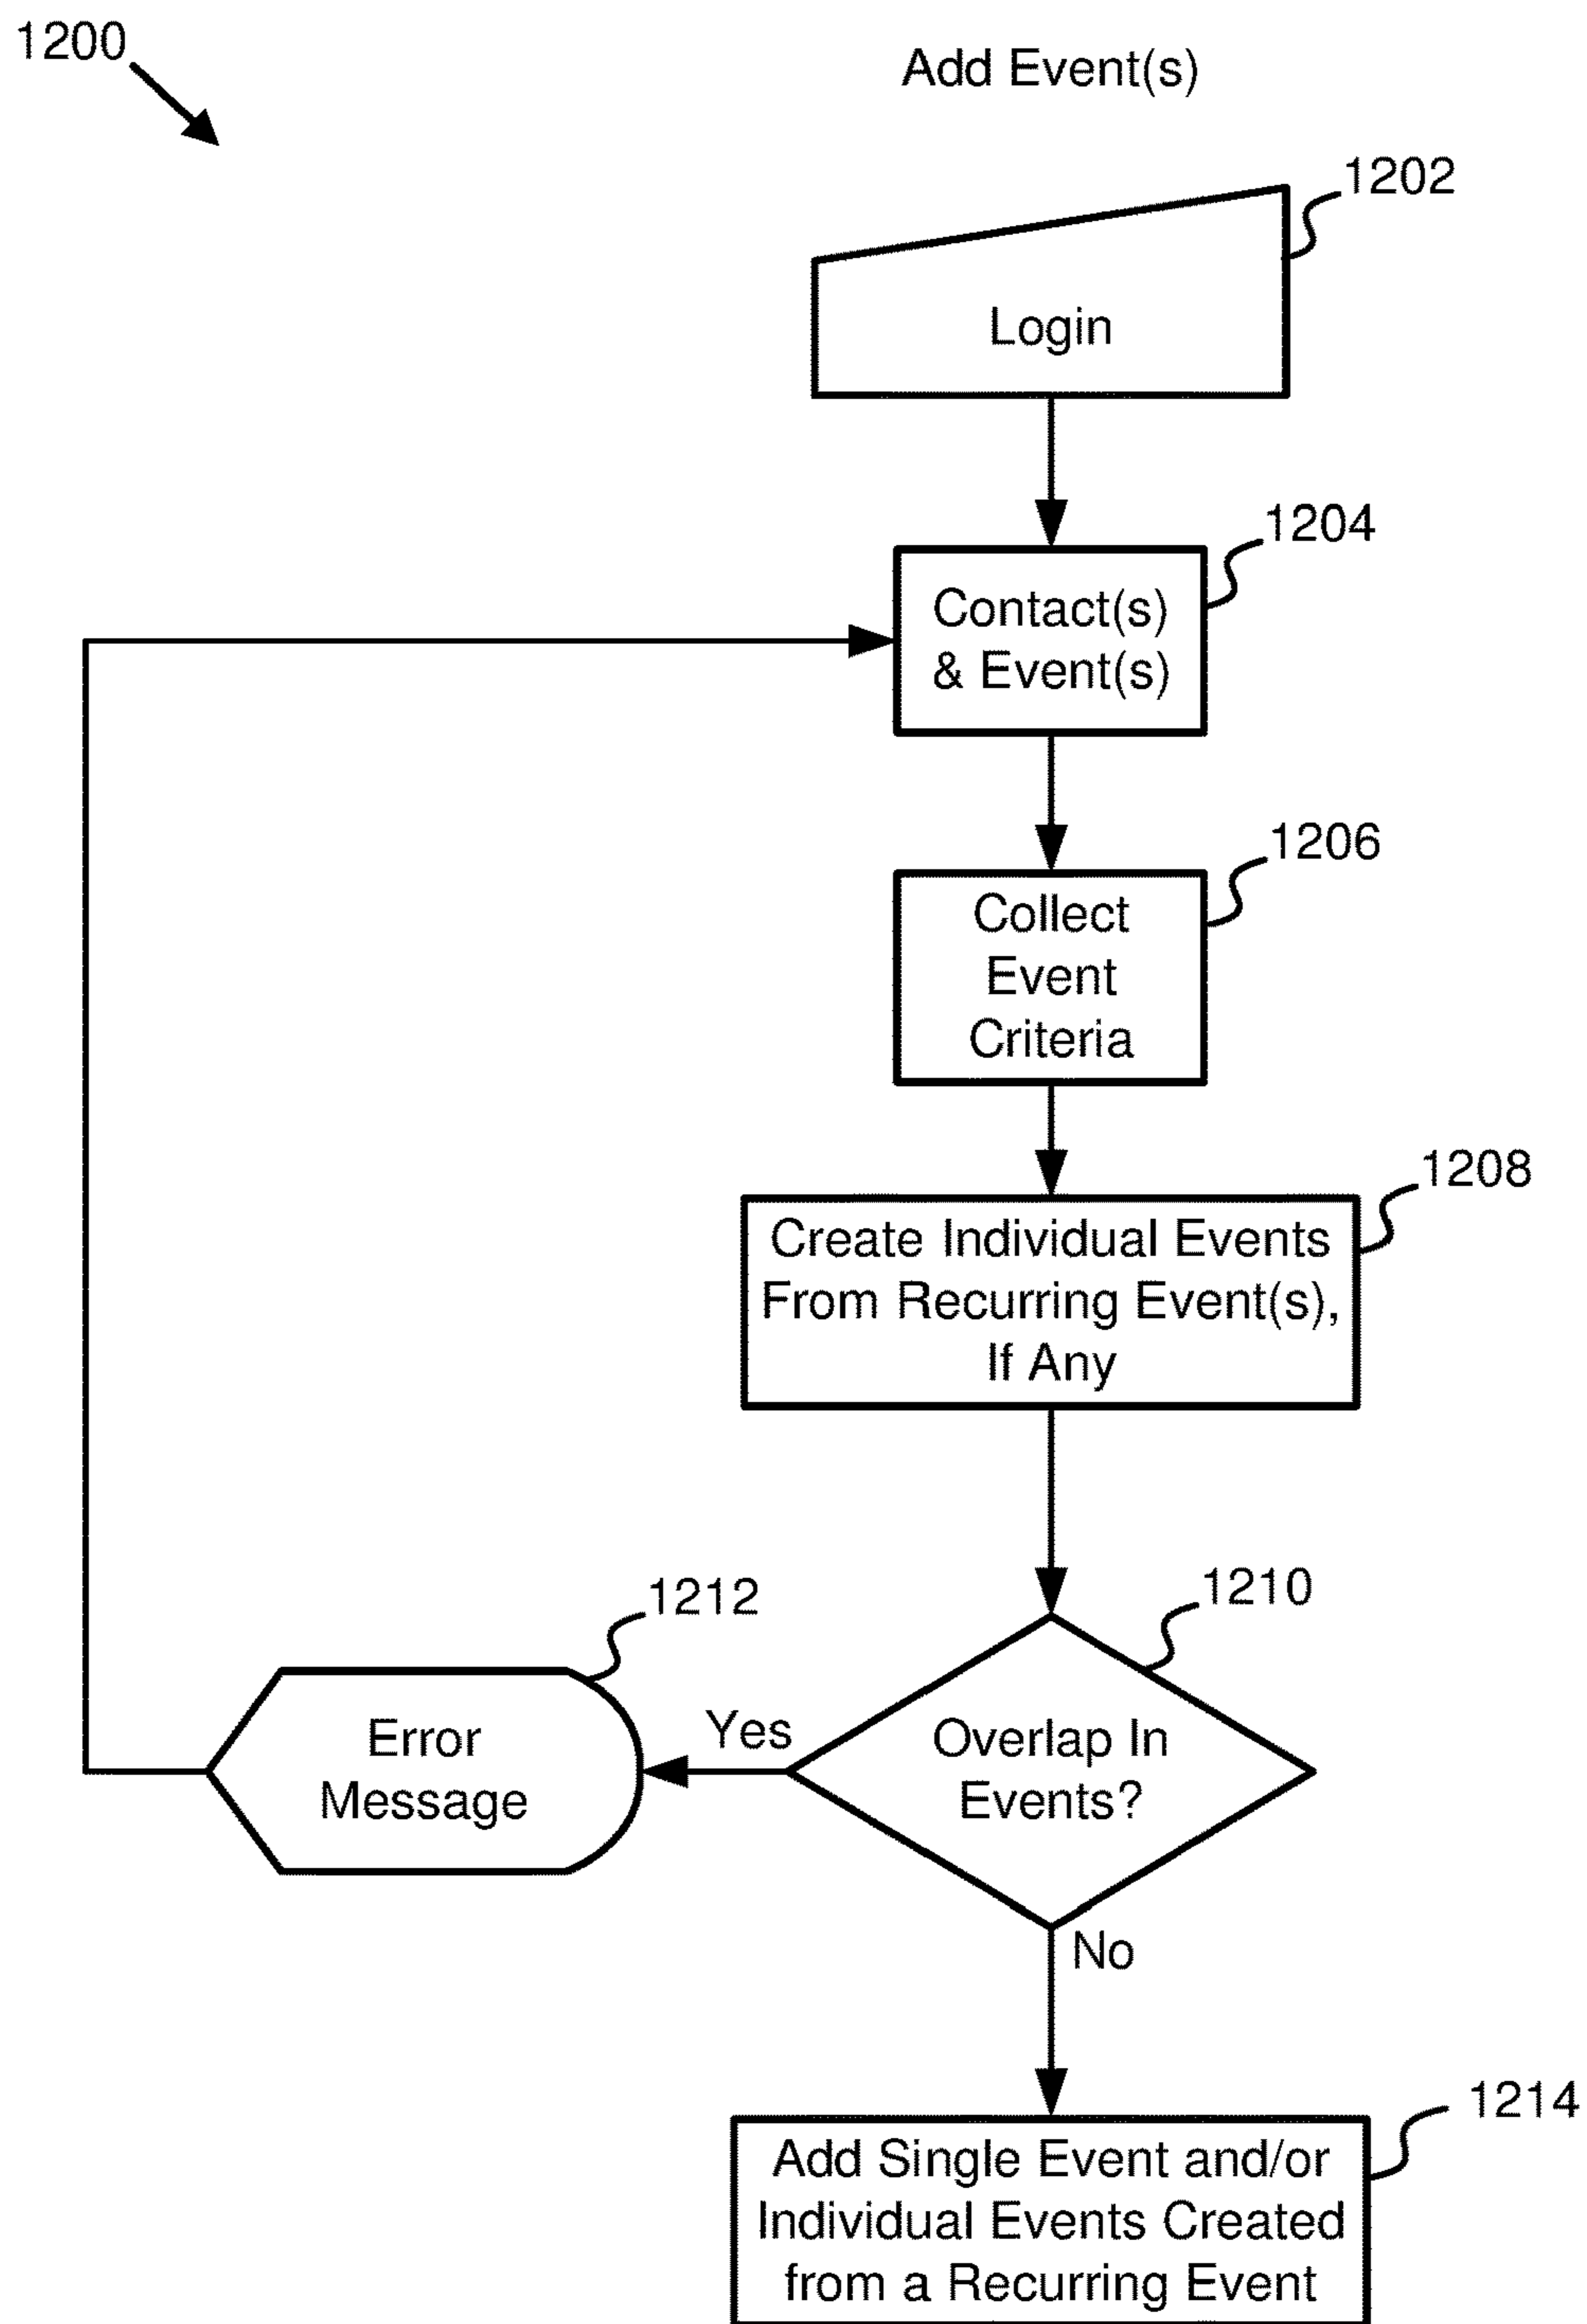 1200
Add Event(s)
1202
Login
1204
Contact(s)
& Event(s)
1206
Collect
Event
Criteria
1208
Create Individual Events
From Recurring Event(s),
If Any
1210
1212
Overlap In
Events?
Yes
Error
Message
No
1214
Add Single Event and/or
Individual Events Created
from a Recurring Event